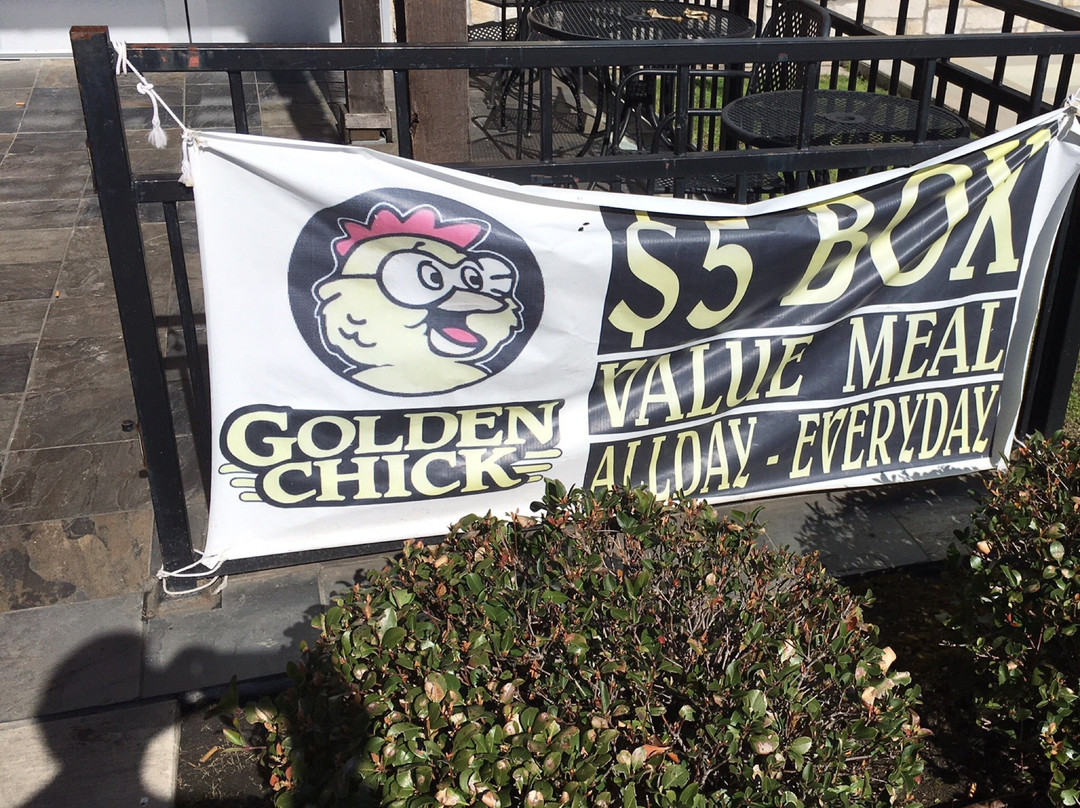 GOLDEN
CHICK
$5 BOX
VALUE MEAL
ALLDAY - EVERYDAY